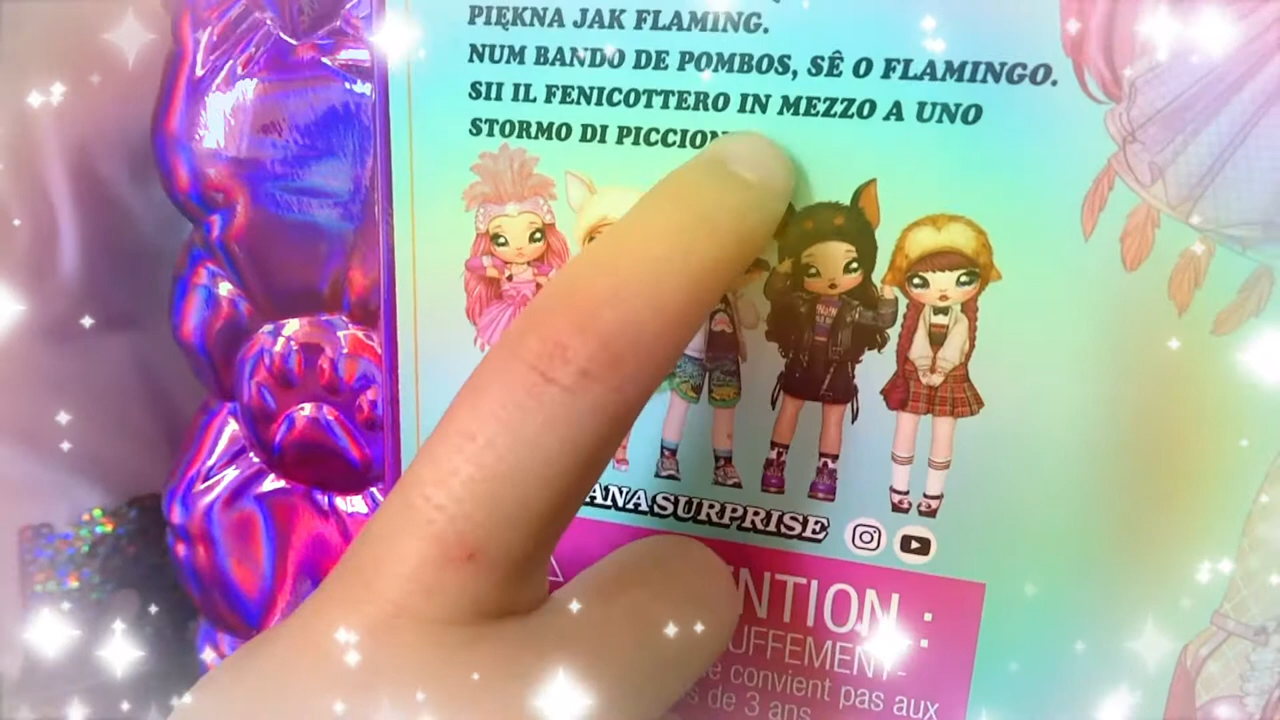 PIĘKNA JAK FLAMING.
NUM BANDO DE POMBOS, SÊ O FLAMINGO.
SII IL FENICOTTERO IN MEZZO A UNO
STORMO DI PICCION
ANASURPRISE
NTION :
UFFEMENT-
e convient pas aux
s de 3 ans